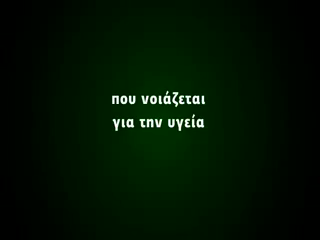 που νοιάζεται
για την υγεία